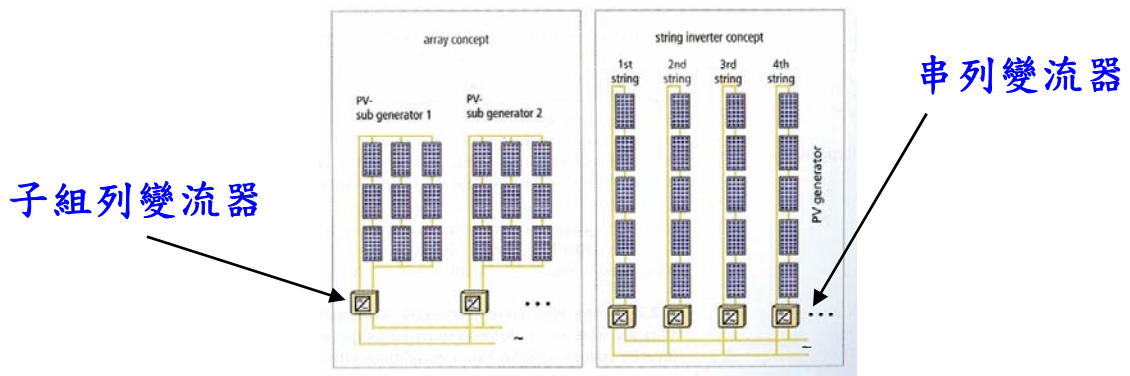 array concept
PV-
sub generator 1
PV-
sub generator 2
~
string inverter concept
1st
string
2nd
string
3rd
string
4th
string
PV generator
~
子組列變流器
串列變流器